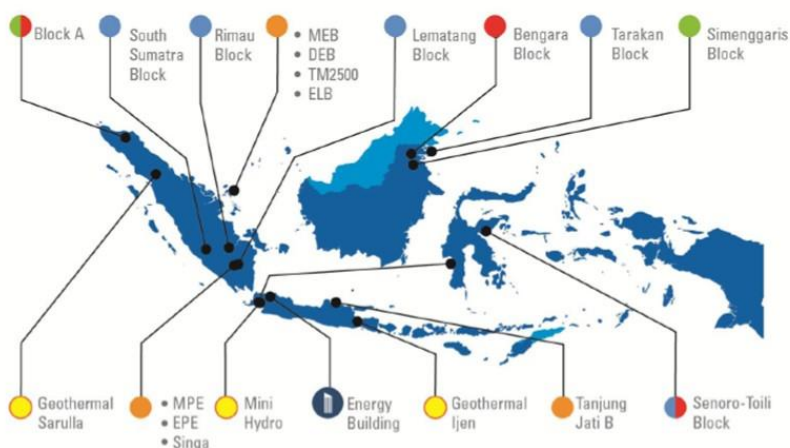 Block A
South
Sumatra
Block
Rimau
Block
• MEB
• DEB
• TM2500
• ELB
Lematang
Block
Bengara
Block
Tarakan
Block
Simenggaris
Block
Geothermal
Sarulla
• MPE
• EPE
• Singa
Mini
Hydro
Energy
Building
Geothermal
Ijen
Tanjung
Jati B
Senoro-Toili
Block